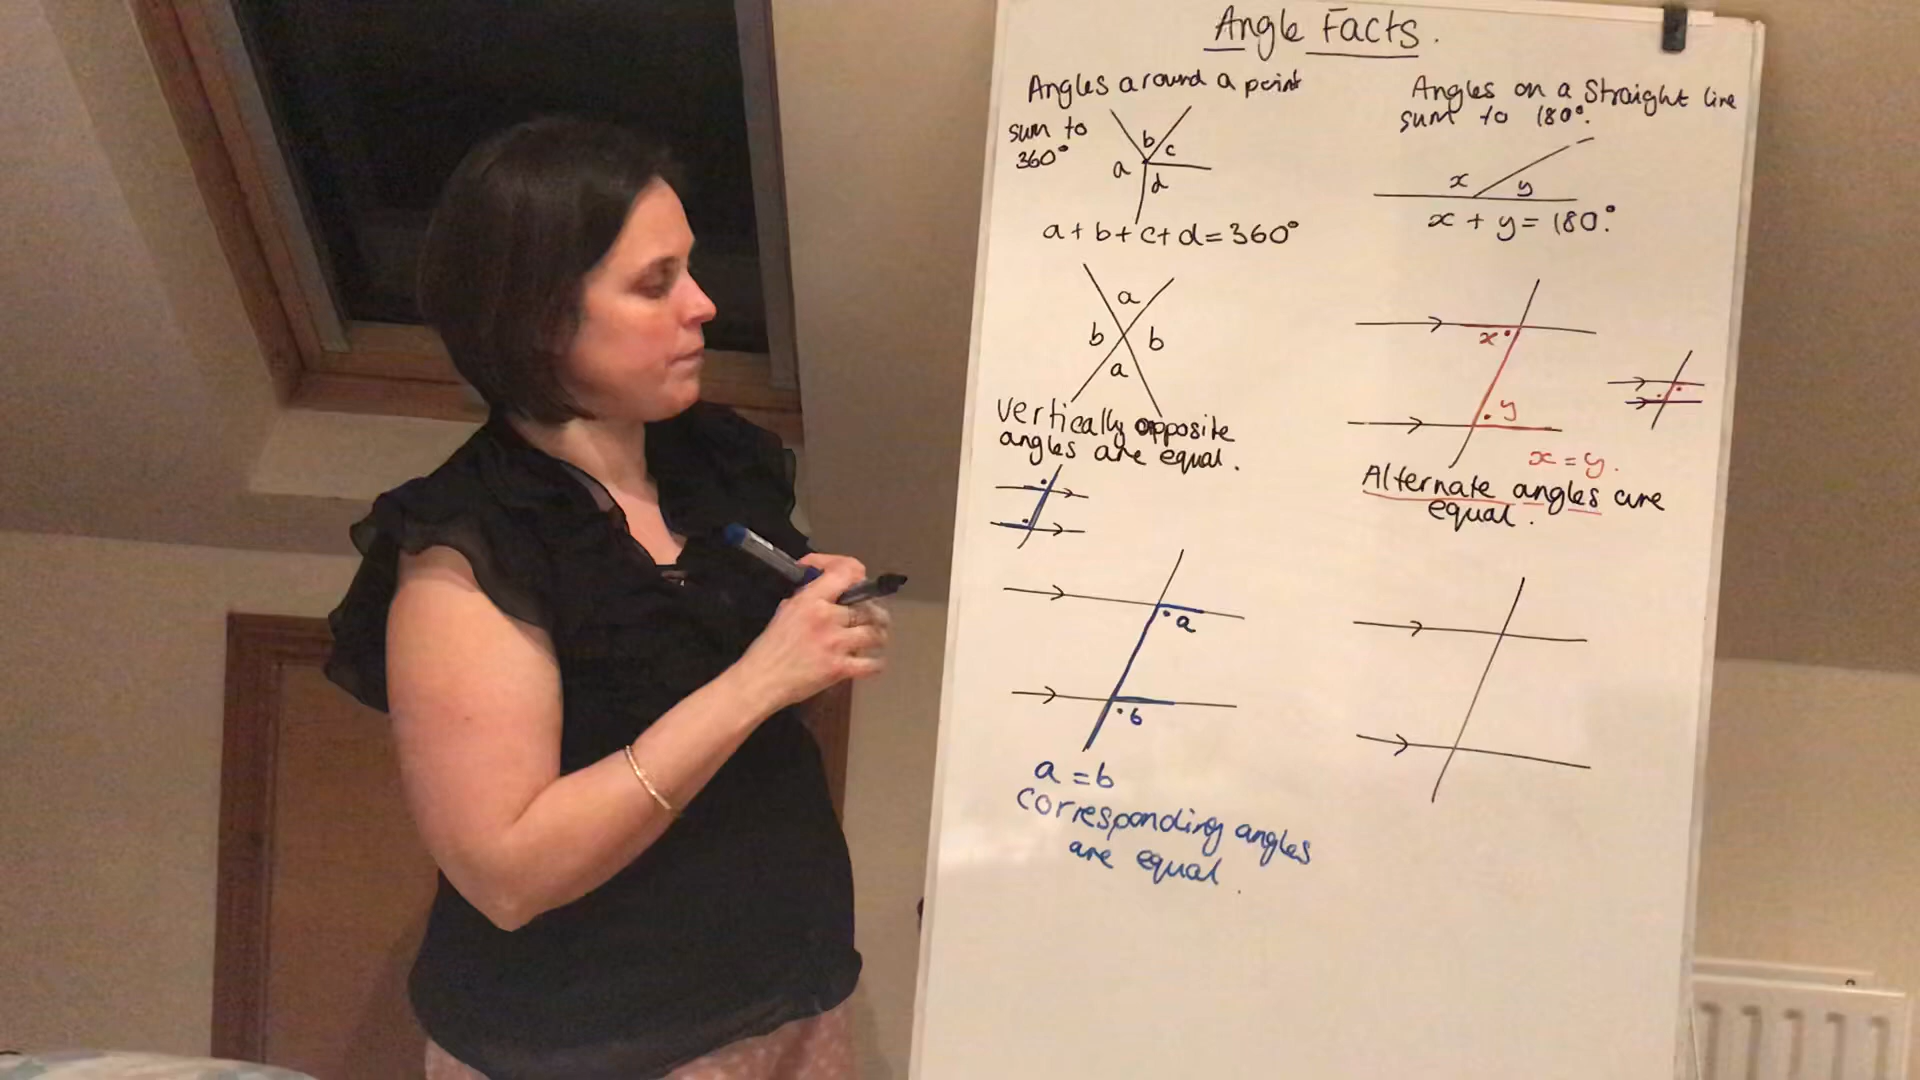 Angle Facts.
Angles around a point
sum to
360°
b
c
a
d
a + b + c + d = 360°
Angles on a Straight line
sum to 180°.
x
y
x + y = 180°.
a
b
b
a
Vertically opposite
angles are equal.
x
y
x = y.
Alternate angles are
equal.
a
b
a = b
corresponding angles
are equal.